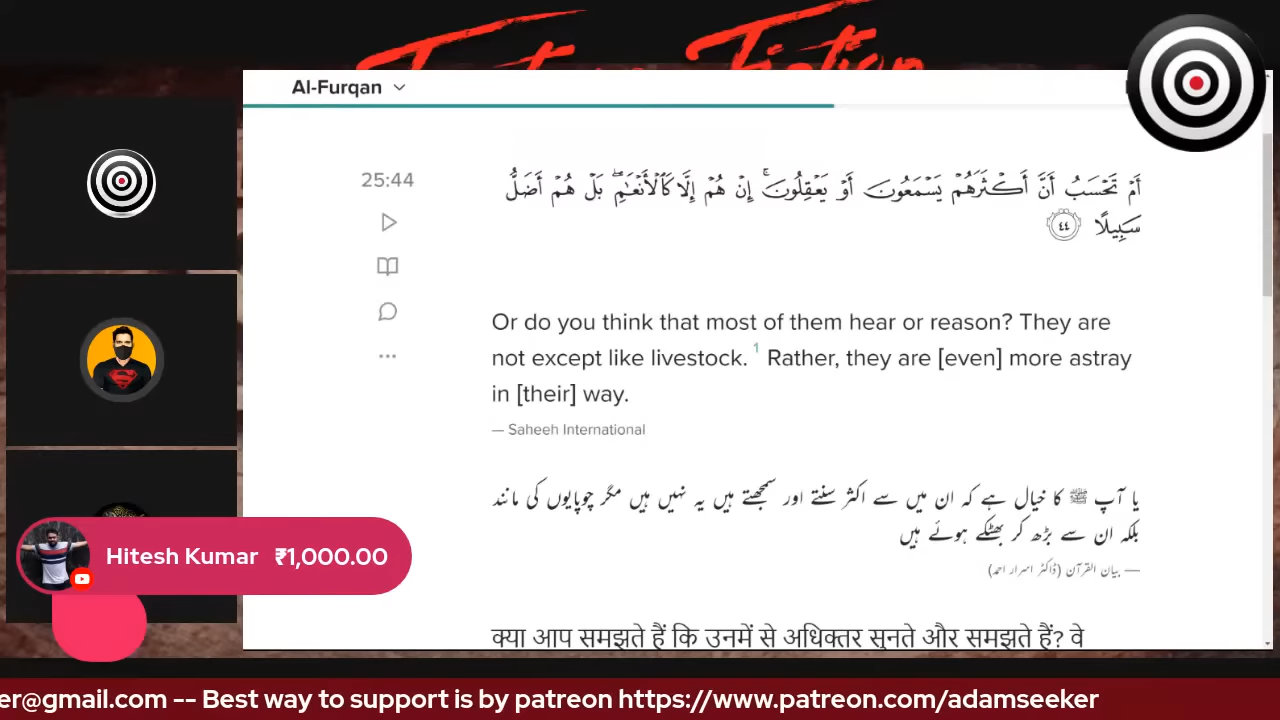 Al-Furqan
25:44
أَمْ تَحْسَبُ أَنَّ أَكْثَرَهُمْ يَسْمَعُونَ أَوْ يَعْقِلُونَ ۚ إِنْ هُمْ إِلَّا كَٱلْأَنْعَـٰمِ ۖ بَلْ هُمْ أَضَلُّ
سَبِيلًا ٤٤
Or do you think that most of them hear or reason? They are
not except like livestock. 1 Rather, they are [even] more astray
in [their] way.
— Saheeh International
یا آپ ﷺ کا خیال ہے کہ ان میں سے اکثر سنتے اور سمجھتے ہیں یہ نہیں ہیں مگر چوپایوں کی مانند
بلکہ ان سے بڑھ کر بھٹکے ہوئے ہیں
— بیان القرآن (ڈاکٹر اسرار احمد)
क्या आप समझते हैं कि उनमें से अधिक्तर सुनते और समझते हैं? वे
Hitesh Kumar ₹1,000.00
er@gmail.com -- Best way to support is by patreon https://www.patreon.com/adamseeker